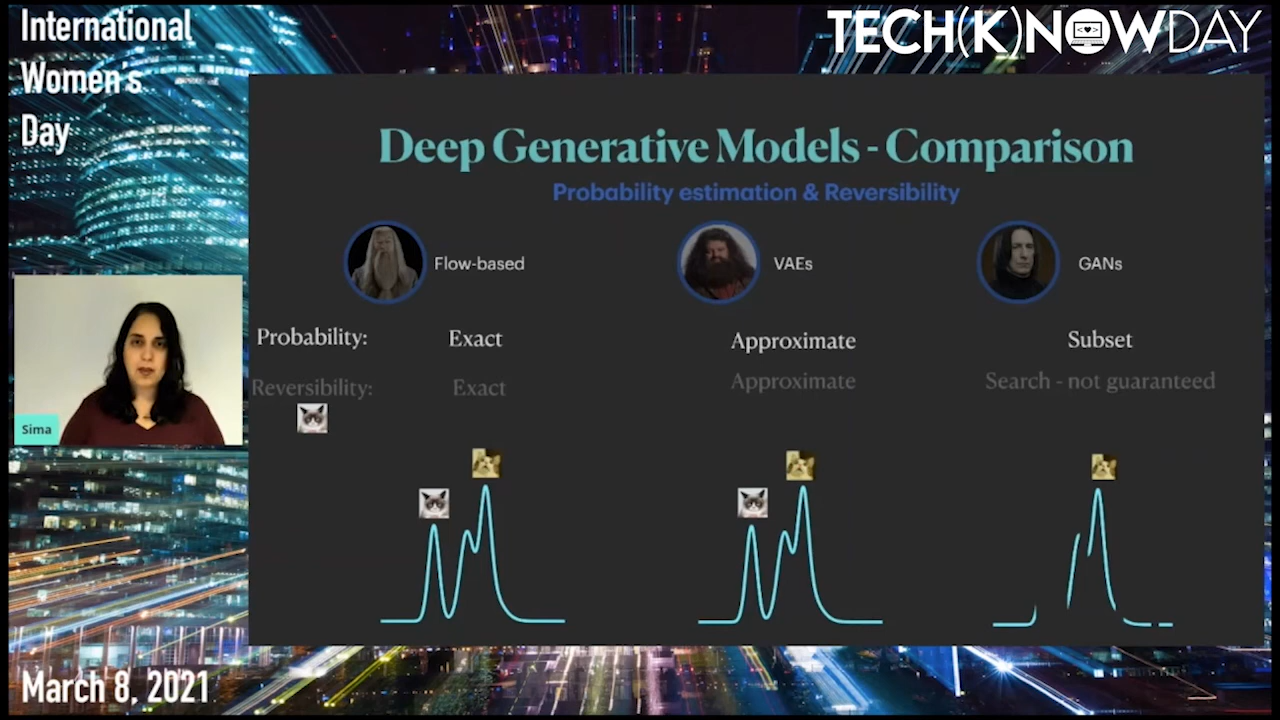 International
Women's
Day
TECH(K)NOWDAY
Deep Generative Models - Comparison
Probability estimation & Reversibility
Flow-based
VAEs
GANs
Probability:
Exact
Approximate
Subset
Reversibility:
Exact
Approximate
Search - not guaranteed
Sima
March 8, 2021